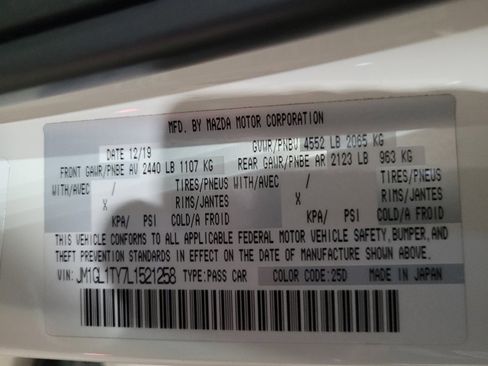 MFD. BY MAZDA MOTOR CORPORATION
DATE 12/19 GVWR/PNBV 4552 LB 2065 KG
FRONT GAWR/PNBE AV 2440 LB 1107 KG REAR GAWR/PNBE AR 2123 LB 963 KG
WITH/AVEC / TIRES/PNEUS WITH/AVEC / TIRES/PNEUS
X RIMS/JANTES X RIMS/JANTES
KPA/ PSI COLD/A FROID KPA/ PSI COLD/A FROID
THIS VEHICLE CONFORMS TO ALL APPLICABLE FEDERAL MOTOR VEHICLE SAFETY, BUMPER, AND
THEFT PREVENTION STANDARDS IN EFFECT ON THE DATE OF MANUFACTURE SHOWN ABOVE.
VIN: JM1GL1TY7L1521258 TYPE:PASS CAR COLOR CODE:25D MADE IN JAPAN